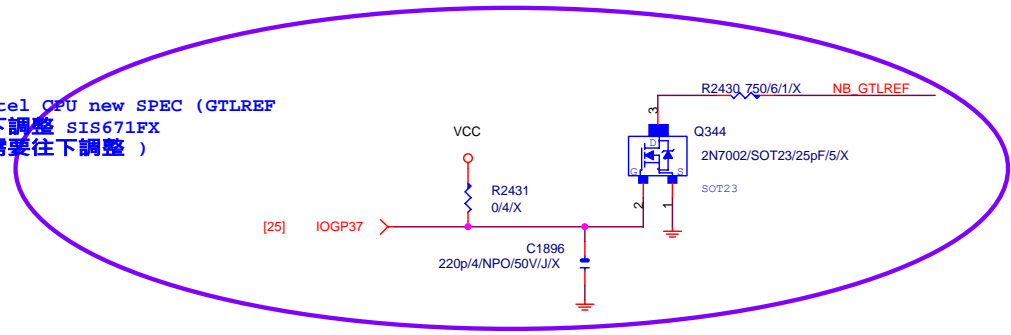 tel CPU new SPEC (GTLREF
下調整 SIS671FX
需要往下調整 )
R2430 750/6/1/X
NB_GTLREF
3
D
G
S
Q344
2N7002/SOT23/25pF/5/X
SOT23
2
1
VCC
R2431
0/4/X
[25]
IOGP37
C1896
220p/4/NPO/50V/J/X